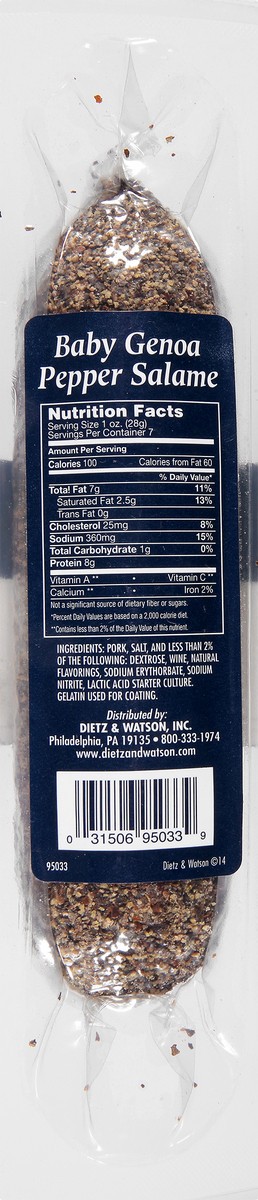 Baby Genoa
Pepper Salame
Nutrition Facts
Serving Size 1 oz. (28g)
Servings Per Container 7
Amount Per Serving
Calories 100 • Calories from Fat 60
% Daily Value*
Total Fat 7g 11%
Saturated Fat 2.5g 13%
Trans Fat 0g
Cholesterol 25mg 8%
Sodium 360mg 15%
Total Carbohydrate 1g 0%
Protein 8g
Vitamin A ** • Vitamin C **
Calcium ** • Iron 2%
Not a significant source of dietary fiber or sugars.
*Percent Daily Values are based on a 2,000 calorie diet.
**Contains less than 2% of the Daily Value of this nutrient.
INGREDIENTS: PORK, SALT, AND LESS THAN 2%
OF THE FOLLOWING: DEXTROSE, WINE, NATURAL
FLAVORINGS, SODIUM ERYTHORBATE, SODIUM
NITRITE, LACTIC ACID STARTER CULTURE.
GELATIN USED FOR COATING.
Distributed by:
DIETZ & WATSON, INC.
Philadelphia, PA 19135 • 800-333-1974
www.dietzandwatson.com
0 31506 95033 9
95033 Dietz & Watson ©14